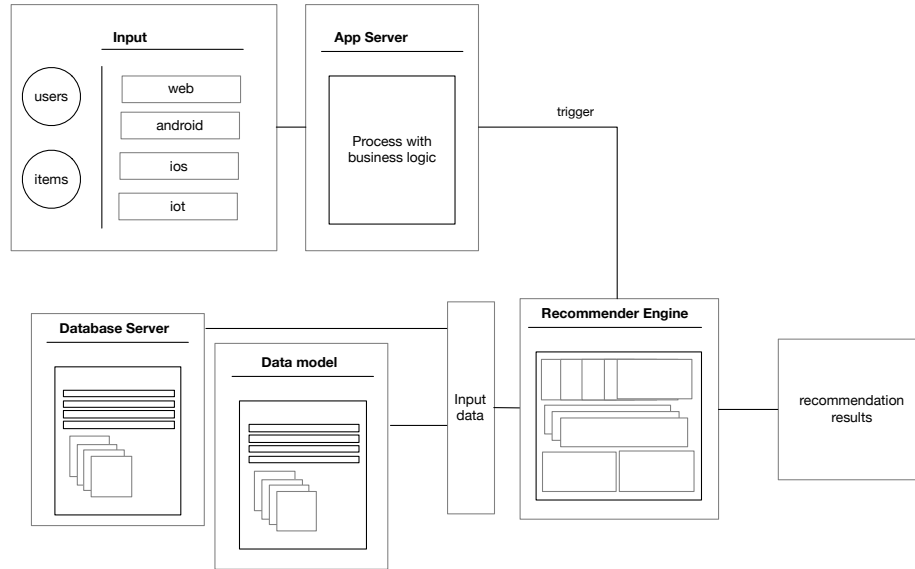 Input
users
items
web
android
ios
iot
App Server
Process with
business logic
trigger
Database Server
Data model
Input
data
Recommender Engine
recommendation
results